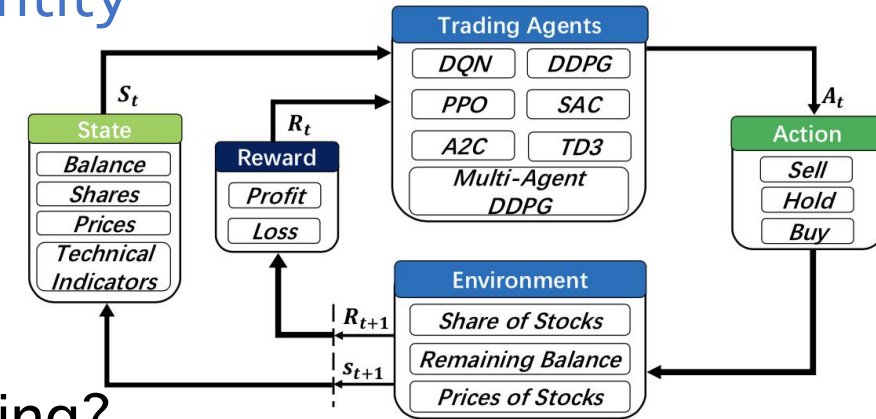 ntity
Trading Agents
DQN
DDPG
PPO
SAC
A2C
TD3
Multi-Agent
DDPG
S_t
R_t
A_t
State
Balance
Shares
Prices
Technical
Indicators
Reward
Profit
Loss
Action
Sell
Hold
Buy
Environment
Share of Stocks
Remaining Balance
Prices of Stocks
R_{t+1}
s_{t+1}
ing?